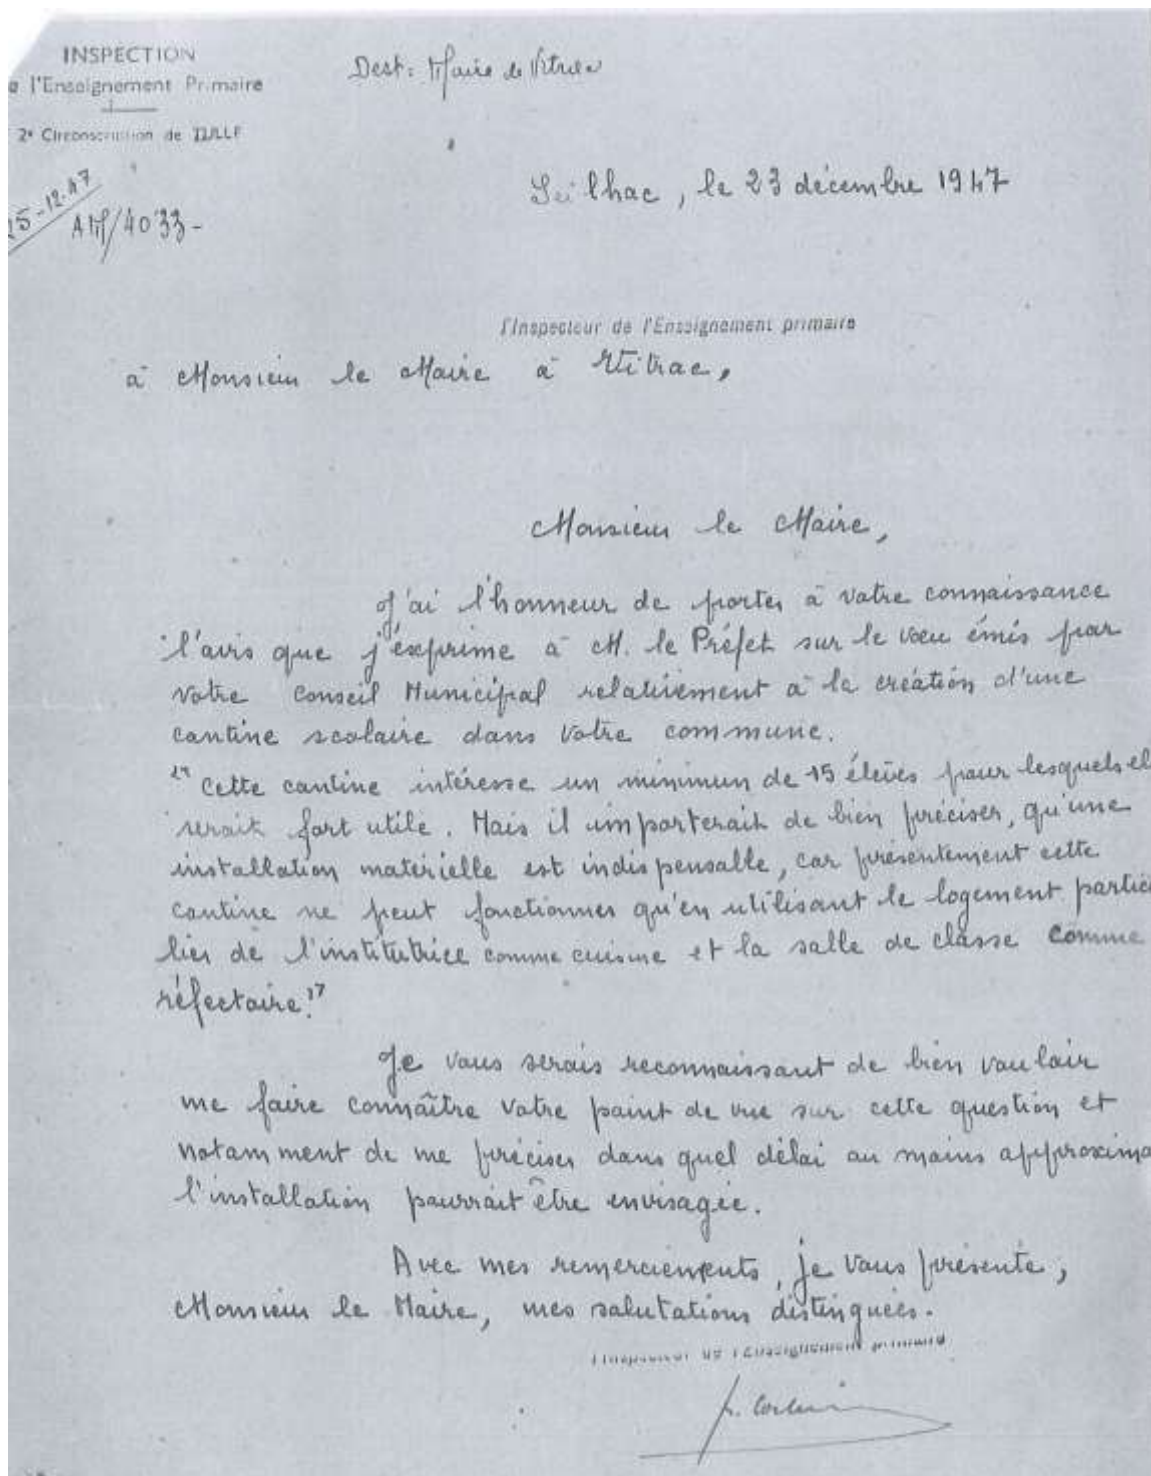 INSPECTION
e l'Enseignement Primaire
2e Circonscription de TULLE
Dest: Maire de Vitrac
Seilhac, le 23 décembre 1947
25-12-47
AM/4033-
l'Inspecteur de l'Enseignement primaire
à Monsieur le Maire à Vitrac,
Monsieur le Maire,
J'ai l'honneur de porter à votre connaissance
l'avis que j'exprime à M. le Préfet sur le vœu émis par
votre Conseil Municipal relativement à la création d'une
cantine scolaire dans votre commune.
" Cette cantine intéresse un minimun de 15 élèves pour lesquels el
serait fort utile. Mais il importerait de bien préciser, qu'une
installation matérielle est indispensable, car présentement cette
cantine ne peut fonctionner qu'en utilisant le logement particu
lier de l'institutrice comme cuisine et la salle de classe comme
réfectoire."
Je vous serais reconnaissant de bien vouloir
me faire connaître votre point de vue sur cette question et
notamment de me préciser dans quel délai au moins approxima
l'installation pourrait être envisagée.
Avec mes remerciements, je vous présente,
Monsieur le Maire, mes salutations distinguées.
l'Inspecteur de l'Enseignement primaire